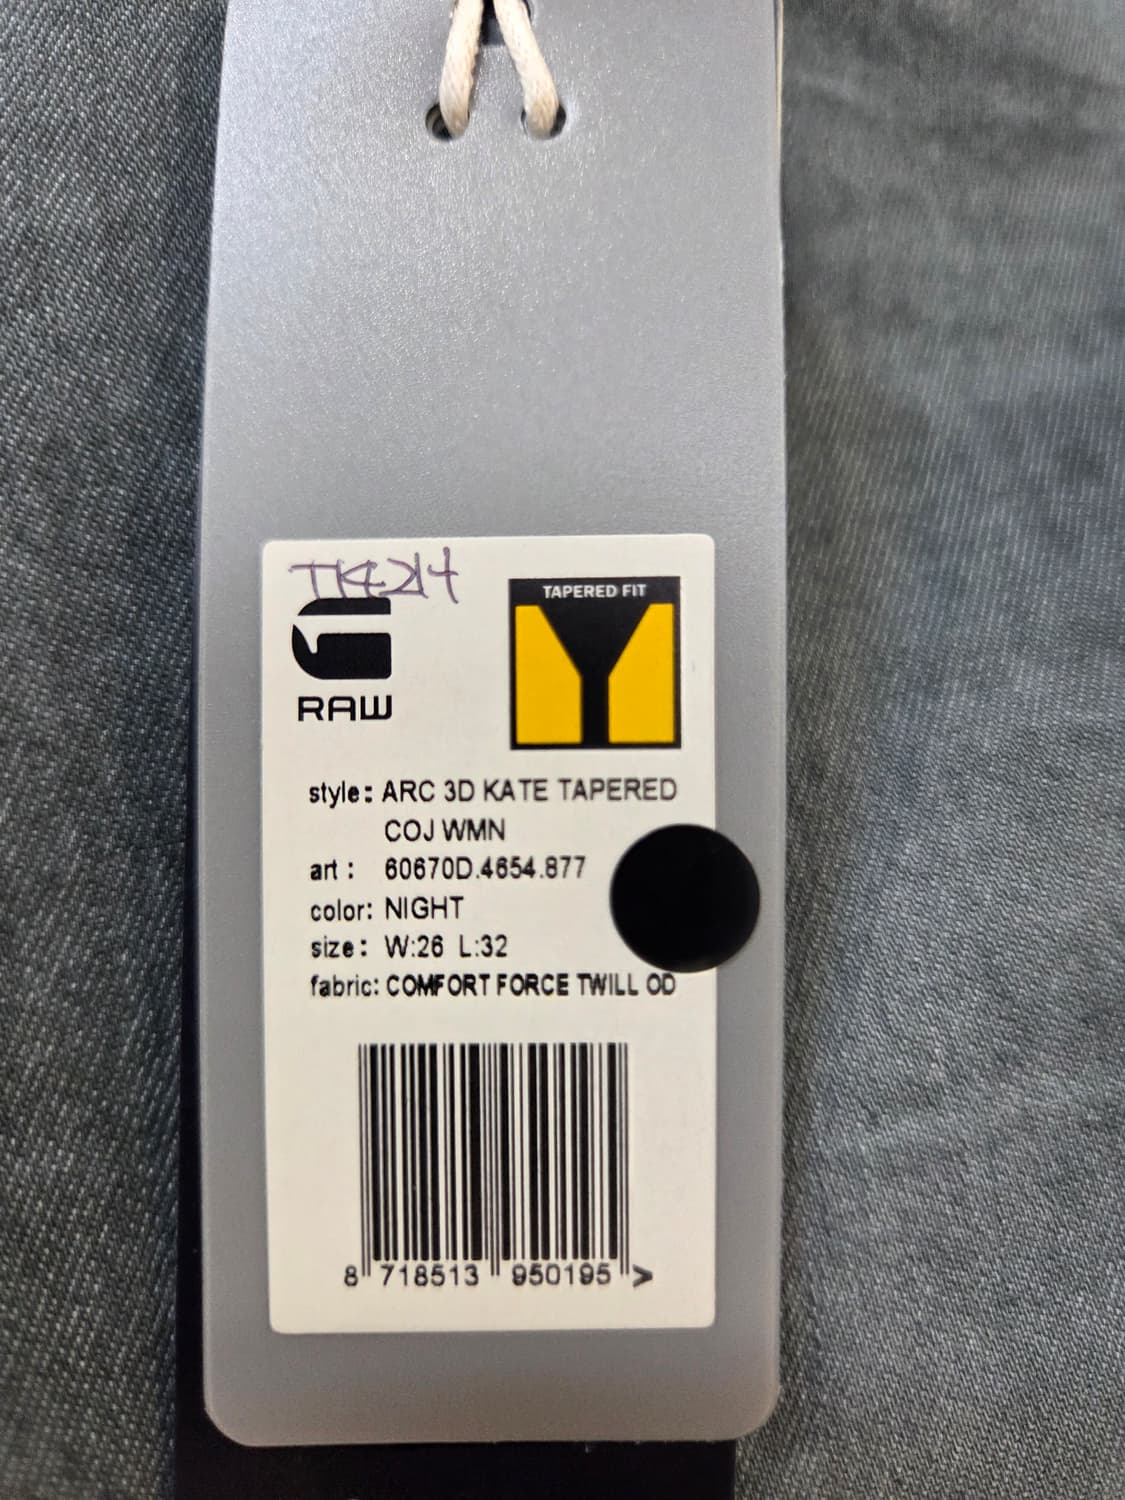 TK214
TAPERED FIT
RAW
style: ARC 3D KATE TAPERED
COJ WMN
art : 60670D.4654.877
color: NIGHT
size: W:26 L:32
fabric: COMFORT FORCE TWILL OD
8 718513 950195 >